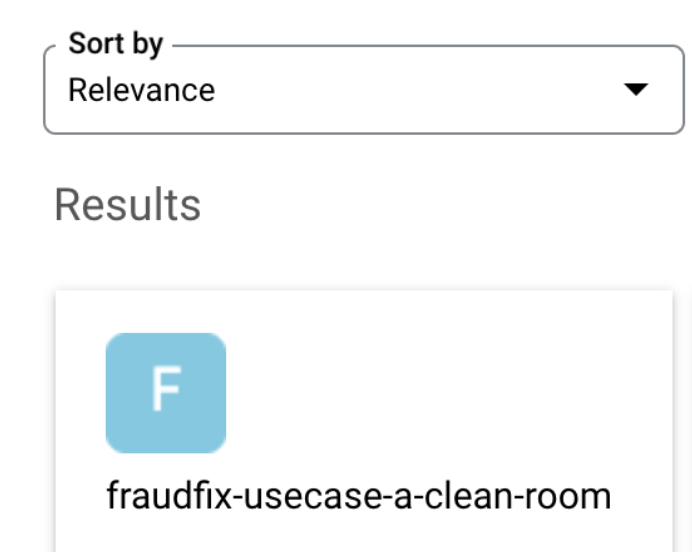 Sort by
Relevance
Results
F
fraudfix-usecase-a-clean-room